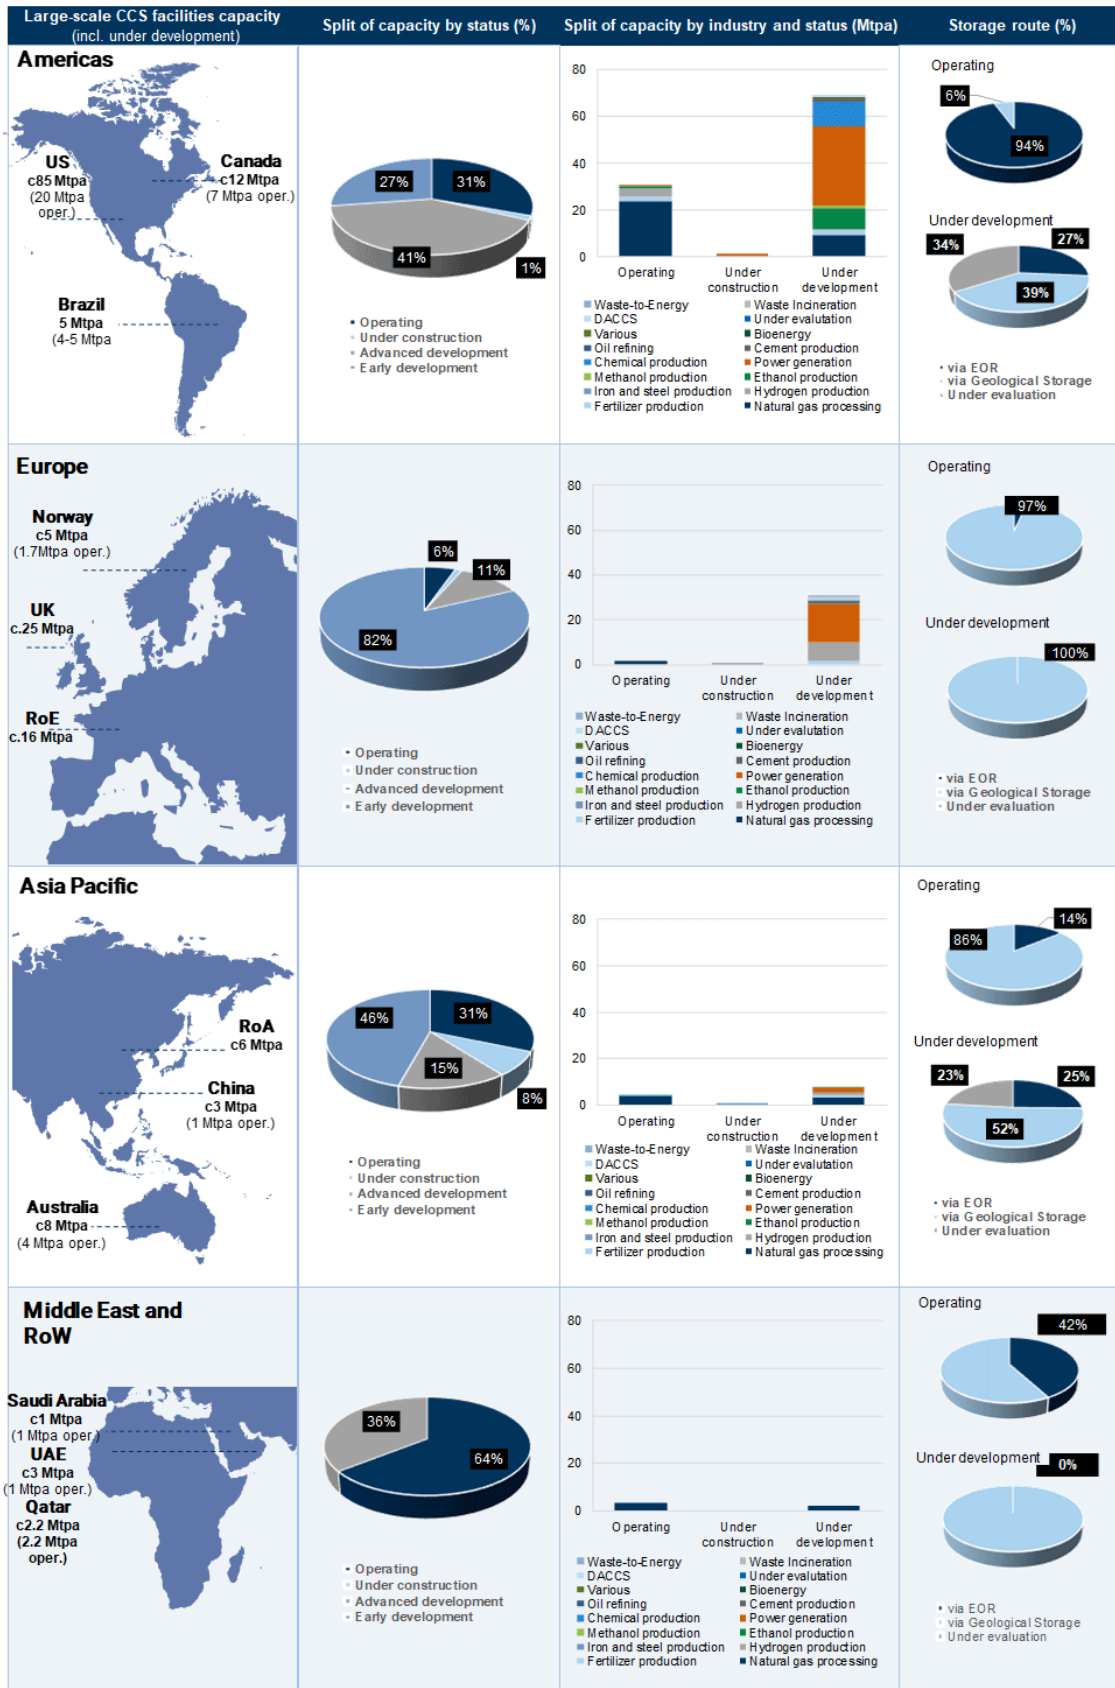 Large-scale CCS facilities capacity
(incl. under development)
Split of capacity by status (%)
Split of capacity by industry and status (Mtpa)
Storage route (%)
Americas
US
c85 Mtpa
(20 Mtpa
oper.)
Canada
c12 Mtpa
(7 Mtpa oper.)
Brazil
5 Mtpa
(4-5 Mtpa
27%
31%
41%
1%
Operating
Under construction
Advanced development
Early development
80
60
40
20
0
Operating
Under
construction
Under
development
Waste-to-Energy
Waste Incineration
DACCS
Under evalutation
Various
Bioenergy
Oil refining
Cement production
Chemical production
Power generation
Methanol production
Ethanol production
Iron and steel production
Hydrogen production
Fertilizer production
Natural gas processing
Operating
6%
94%
Under development
34%
27%
39%
via EOR
via Geological Storage
Under evaluation
Europe
Norway
c5 Mtpa
(1.7Mtpa oper.)
UK
c.25 Mtpa
RoE
c.16 Mtpa
6%
11%
82%
Operating
Under construction
Advanced development
Early development
80
60
40
20
0
Operating
Under
construction
Under
development
Waste-to-Energy
Waste Incineration
DACCS
Under evalutation
Various
Bioenergy
Oil refining
Cement production
Chemical production
Power generation
Methanol production
Ethanol production
Iron and steel production
Hydrogen production
Fertilizer production
Natural gas processing
Operating
97%
Under development
100%
via EOR
via Geological Storage
Under evaluation
Asia Pacific
RoA
c6 Mtpa
China
c3 Mtpa
(1 Mtpa oper.)
Australia
c8 Mtpa
(4 Mtpa oper.)
46%
31%
15%
8%
Operating
Under construction
Advanced development
Early development
80
60
40
20
0
Operating
Under
construction
Under
development
Waste-to-Energy
Waste Incineration
DACCS
Under evalutation
Various
Bioenergy
Oil refining
Cement production
Chemical production
Power generation
Methanol production
Ethanol production
Iron and steel production
Hydrogen production
Fertilizer production
Natural gas processing
Operating
14%
86%
Under development
23%
25%
52%
via EOR
via Geological Storage
Under evaluation
Middle East and
RoW
Saudi Arabia
c1 Mtpa
(1 Mtpa oper.)
UAE
c3 Mtpa
(1 Mtpa oper.)
Qatar
c2.2 Mtpa
(2.2 Mtpa
oper.)
36%
64%
Operating
Under construction
Advanced development
Early development
80
60
40
20
0
Operating
Under
construction
Under
development
Waste-to-Energy
Waste Incineration
DACCS
Under evalutation
Various
Bioenergy
Oil refining
Cement production
Chemical production
Power generation
Methanol production
Ethanol production
Iron and steel production
Hydrogen production
Fertilizer production
Natural gas processing
Operating
42%
Under development
0%
via EOR
via Geological Storage
Under evaluation